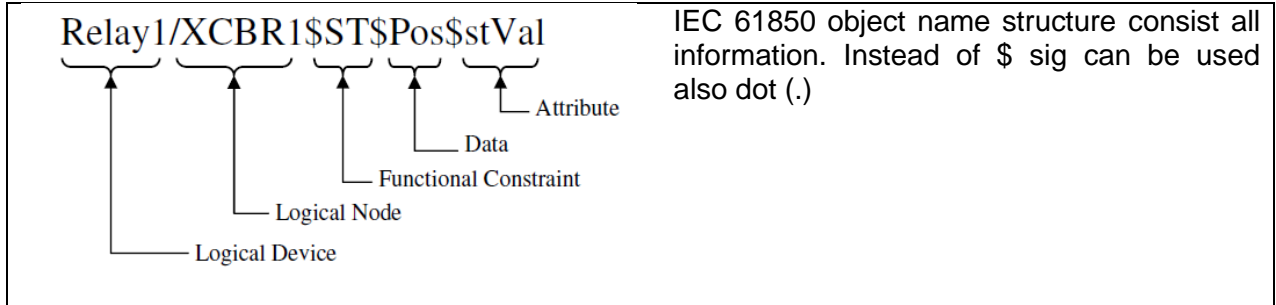 Relay1/XCBR1$ST$Pos$stVal
Attribute
Data
Functional Constraint
Logical Node
Logical Device
IEC 61850 object name structure consist all
information. Instead of $ sig can be used
also dot (.)